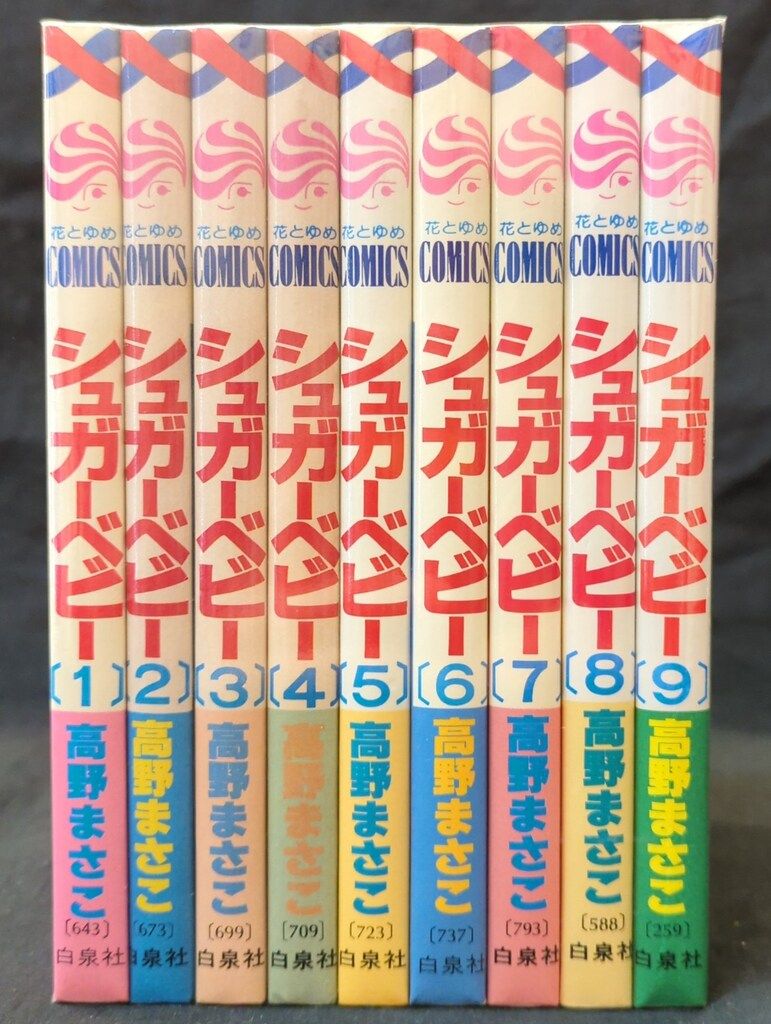 花とゆめ
COMICS
シュガーベビー
〔1〕
高野まさこ
〔643〕
白泉社
花とゆめ
COMICS
シュガーベビー
〔2〕
高野まさこ
〔673〕
白泉社
花とゆめ
COMICS
シュガーベビー
〔3〕
高野まさこ
〔699〕
白泉社
花とゆめ
COMICS
シュガーベビー
〔4〕
高野まさこ
〔709〕
白泉社
花とゆめ
COMICS
シュガーベビー
〔5〕
高野まさこ
〔723〕
白泉社
花とゆめ
COMICS
シュガーベビー
〔6〕
高野まさこ
〔737〕
白泉社
花とゆめ
COMICS
シュガーベビー
〔7〕
高野まさこ
〔793〕
白泉社
花とゆめ
COMICS
シュガーベビー
〔8〕
高野まさこ
〔588〕
白泉社
花とゆめ
COMICS
シュガーベビー
〔9〕
高野まさこ
〔259〕
白泉社